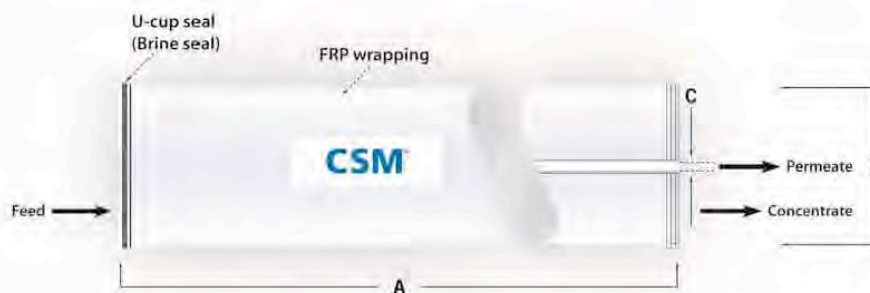 U-cup seal
(Brine seal)
FRP wrapping
C
CSM
Permeate
Feed
Concentrate
A